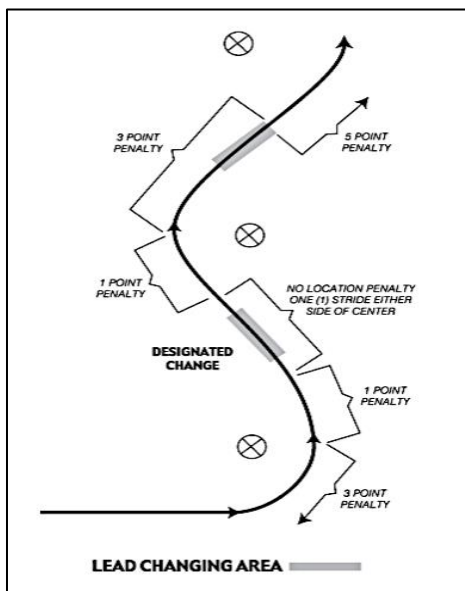 3 POINT
PENALTY
5 POINT
PENALTY
1 POINT
PENALTY
NO LOCATION PENALTY
ONE (1) STRIDE EITHER
SIDE OF CENTER
DESIGNATED
CHANGE
1 POINT
PENALTY
3 POINT
PENALTY
LEAD CHANGING AREA